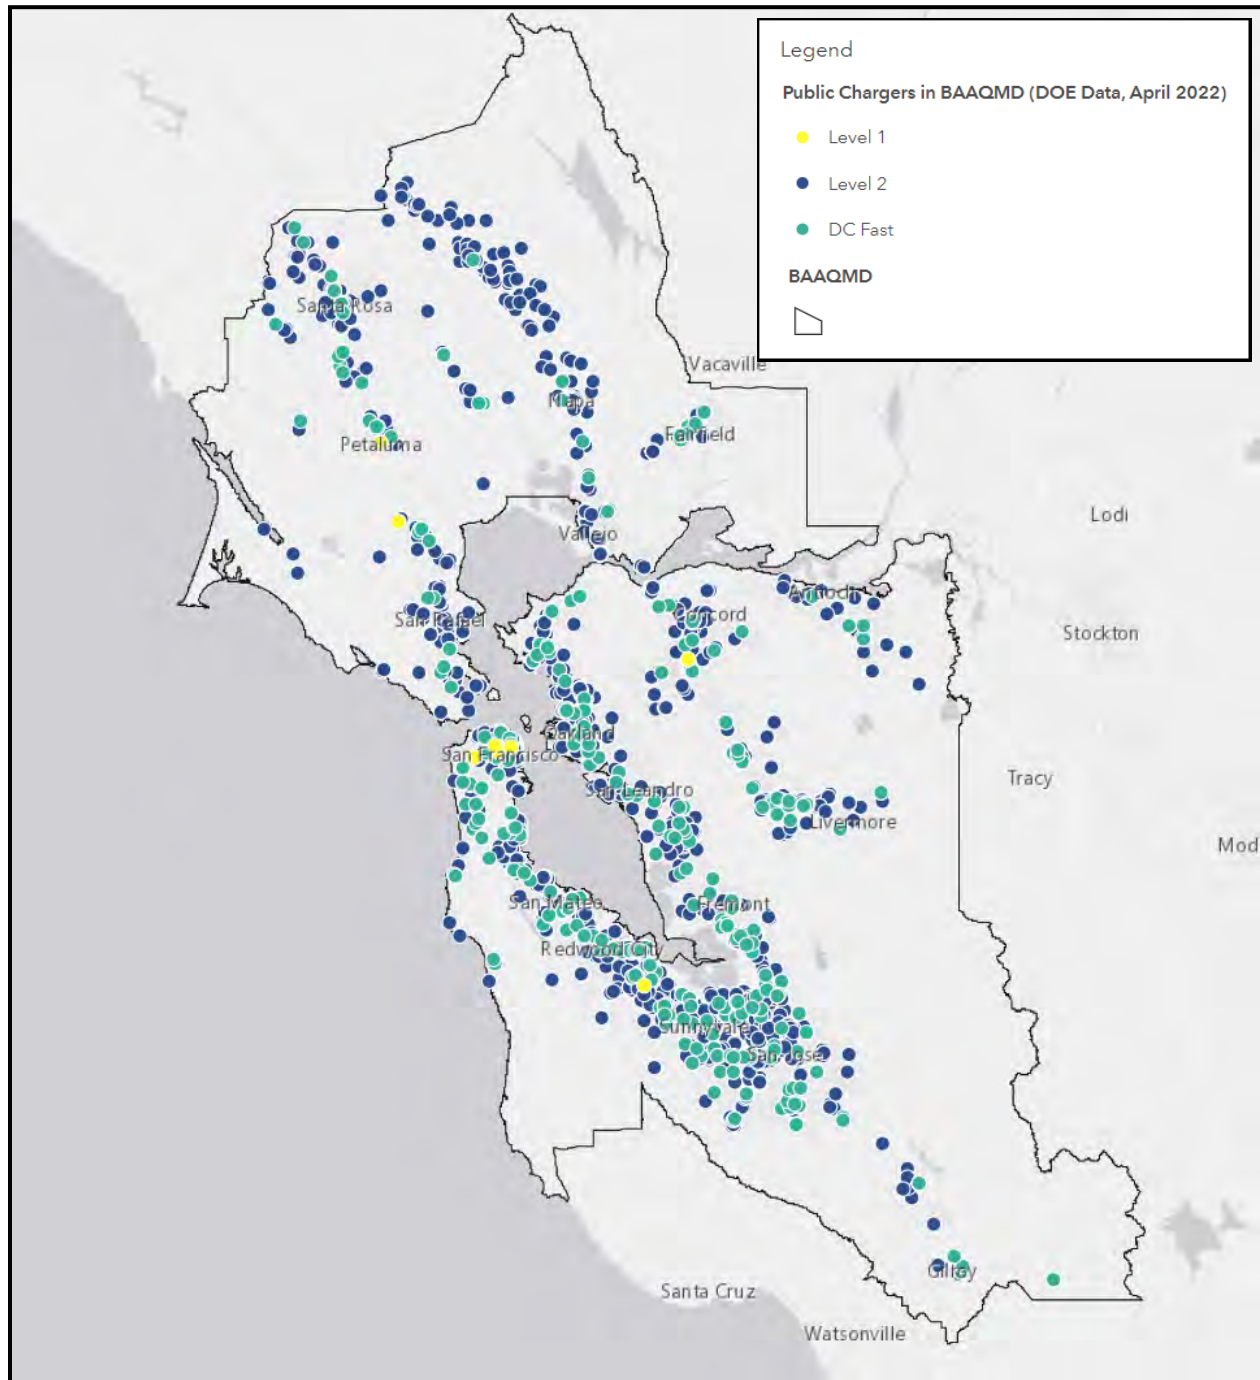 Legend
Public Chargers in BAAQMD (DOE Data, April 2022)
Level 1
Level 2
DC Fast
BAAQMD
Santa Rosa
Vacaville
Napa
Fairfield
Petaluma
Lodi
Vallejo
Antioch
San Rafael
Concord
Stockton
Oakland
San Francisco
Tracy
San Leandro
Livermore
Mod
San Mateo
Fremont
Redwood City
Sunnyvale
San Jose
Gilroy
Santa Cruz
Watsonville